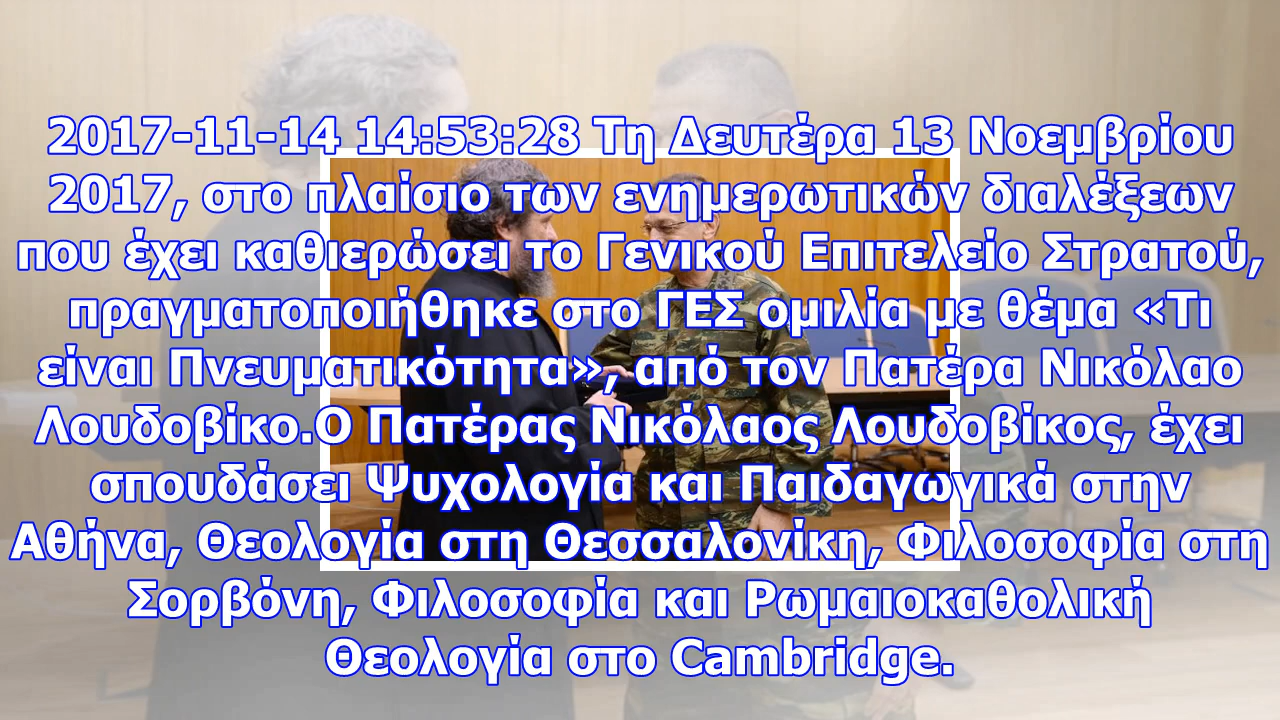 2017-11-14 14:53:28 Τη Δευτέρα 13 Νοεμβρίου
2017, στο πλαίσιο των ενημερωτικών διαλέξεων
που έχει καθιερώσει το Γενικού Επιτελείο Στρατού,
πραγματοποιήθηκε στο ΓΕΣ ομιλία με θέμα «Τι
είναι Πνευματικότητα», από τον Πατέρα Νικόλαο
Λουδοβίκο.Ο Πατέρας Νικόλαος Λουδοβίκος, έχει
σπουδάσει Ψυχολογία και Παιδαγωγικά στην
Αθήνα, Θεολογία στη Θεσσαλονίκη, Φιλοσοφία στη
Σορβόνη, Φιλοσοφία και Ρωμαιοκαθολική
Θεολογία στο Cambridge.